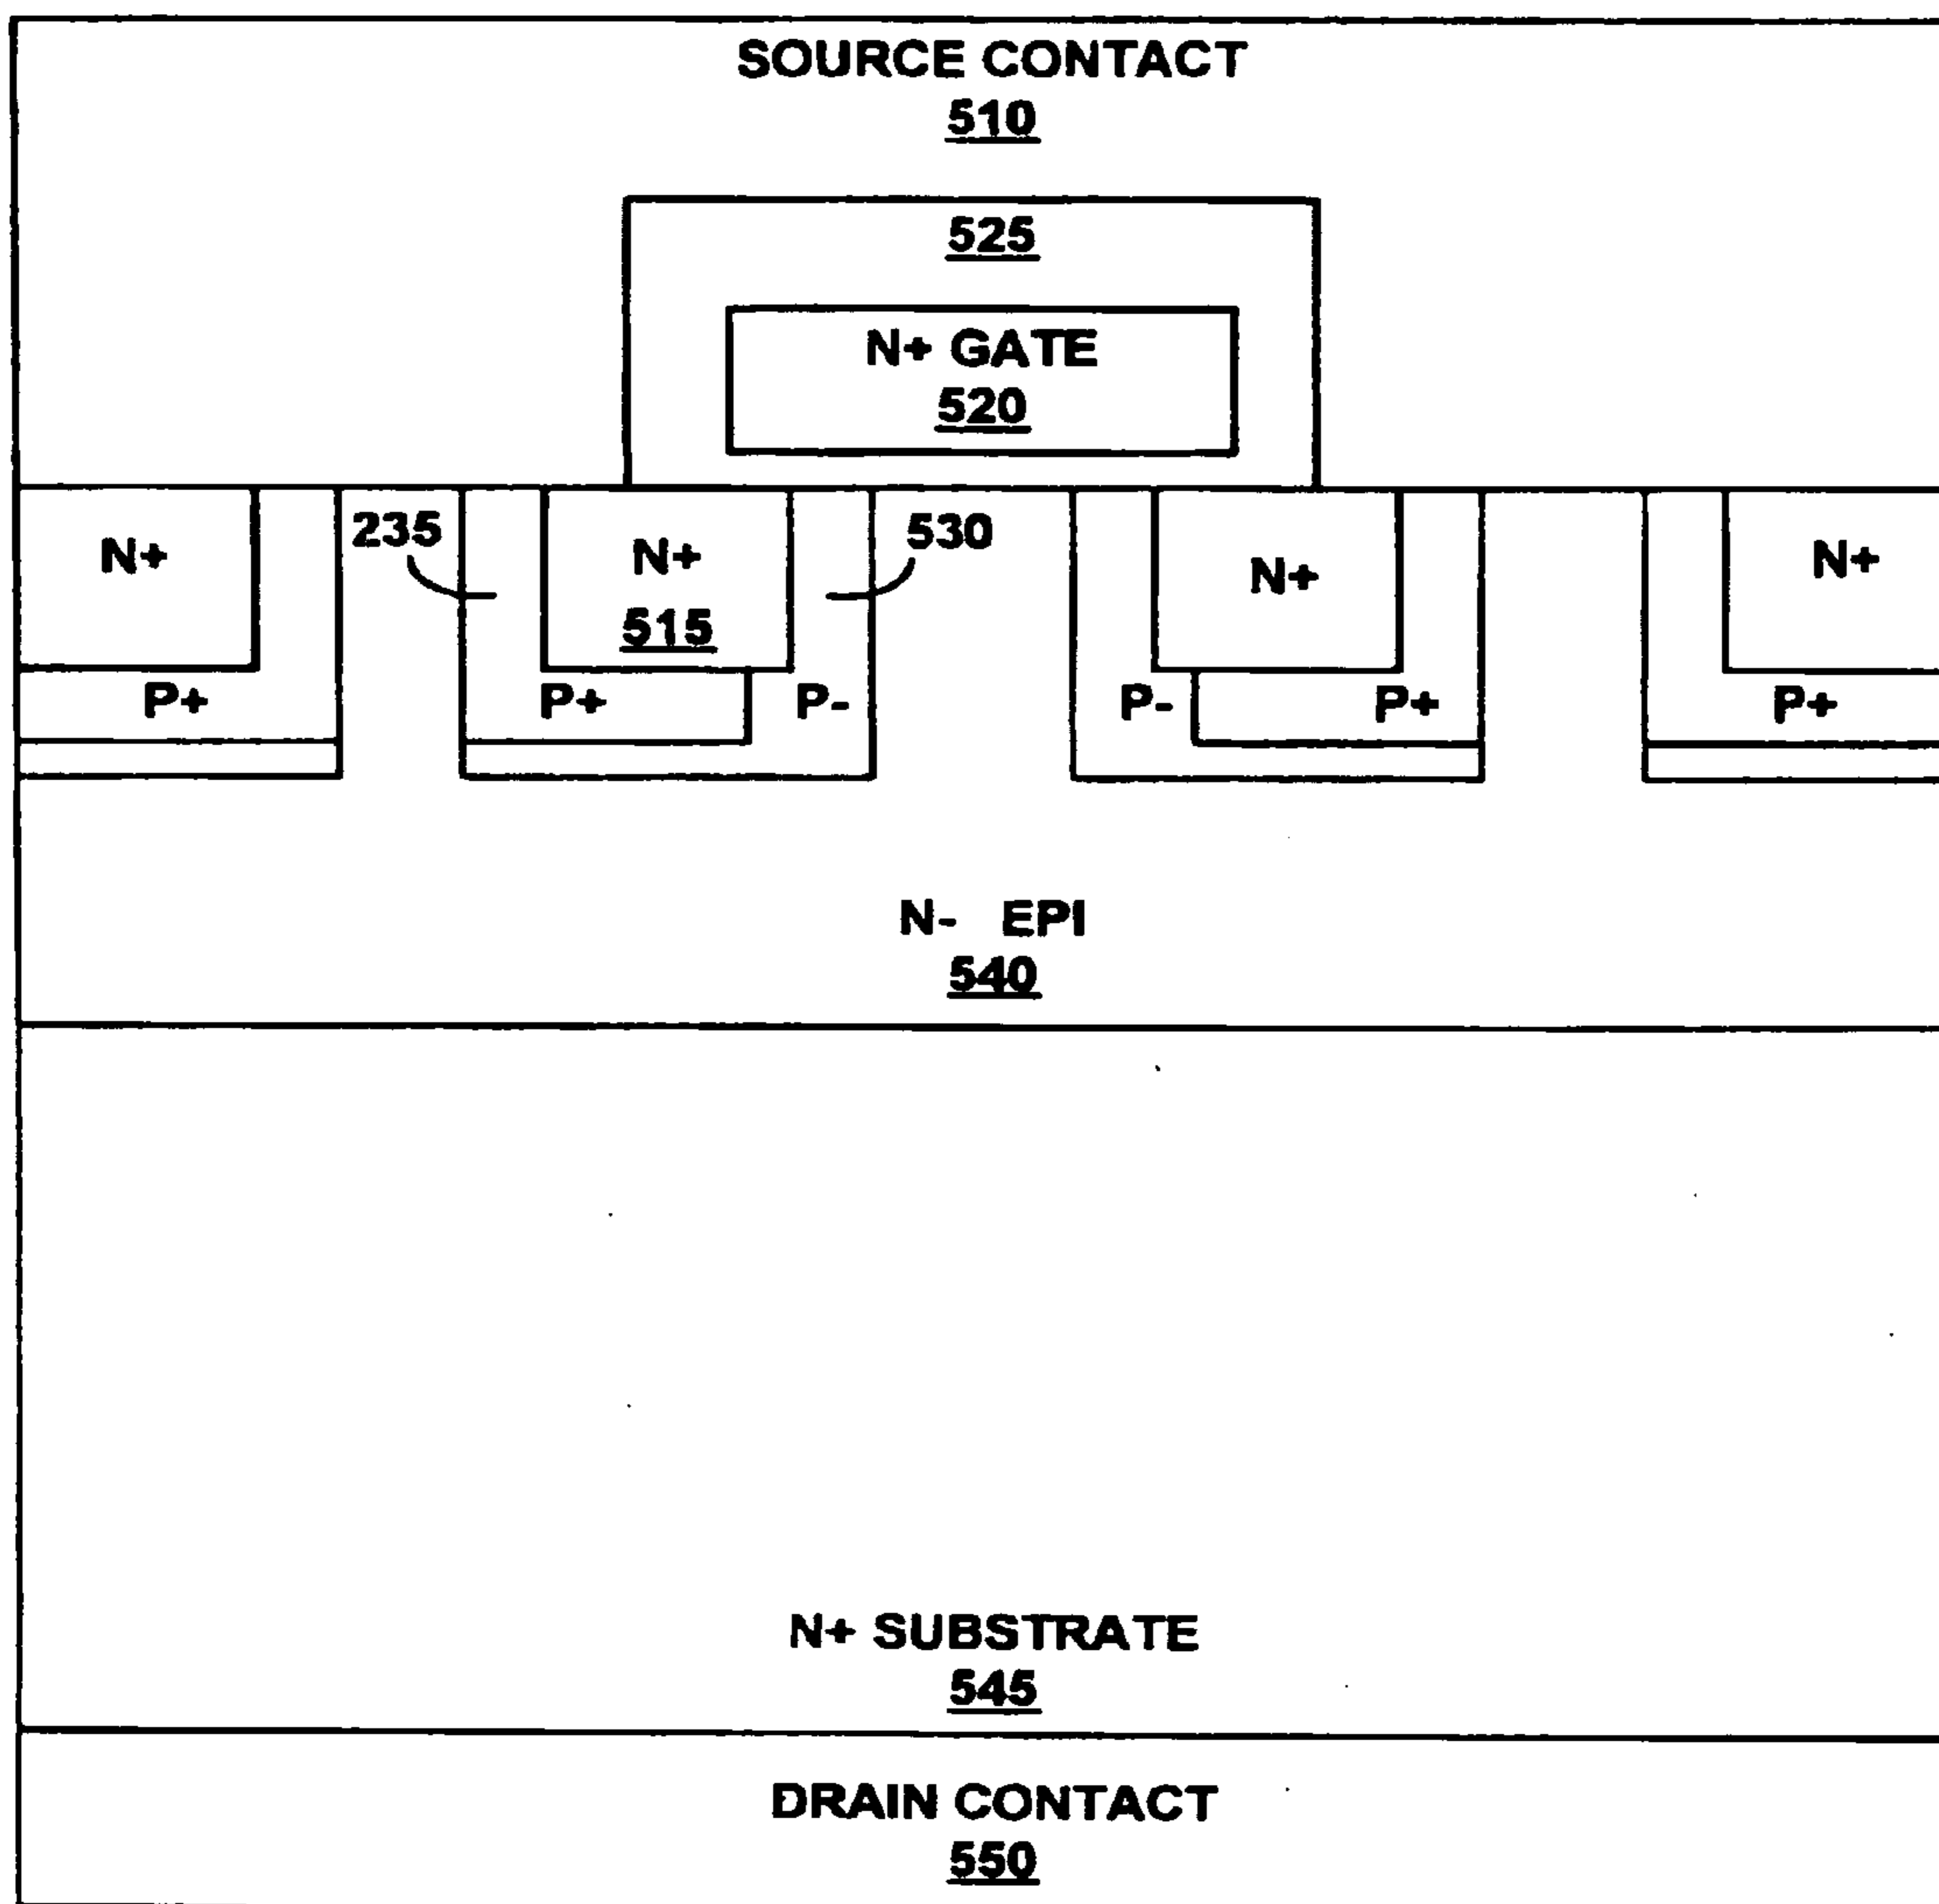 SOURCE CONTACT
510
525
N+ GATE
520
235
530
N+
N+
N+
N+
515
P+
P+
P-
P-
P+
P+
N- EPI
540
N+ SUBSTRATE
545
DRAIN CONTACT
550